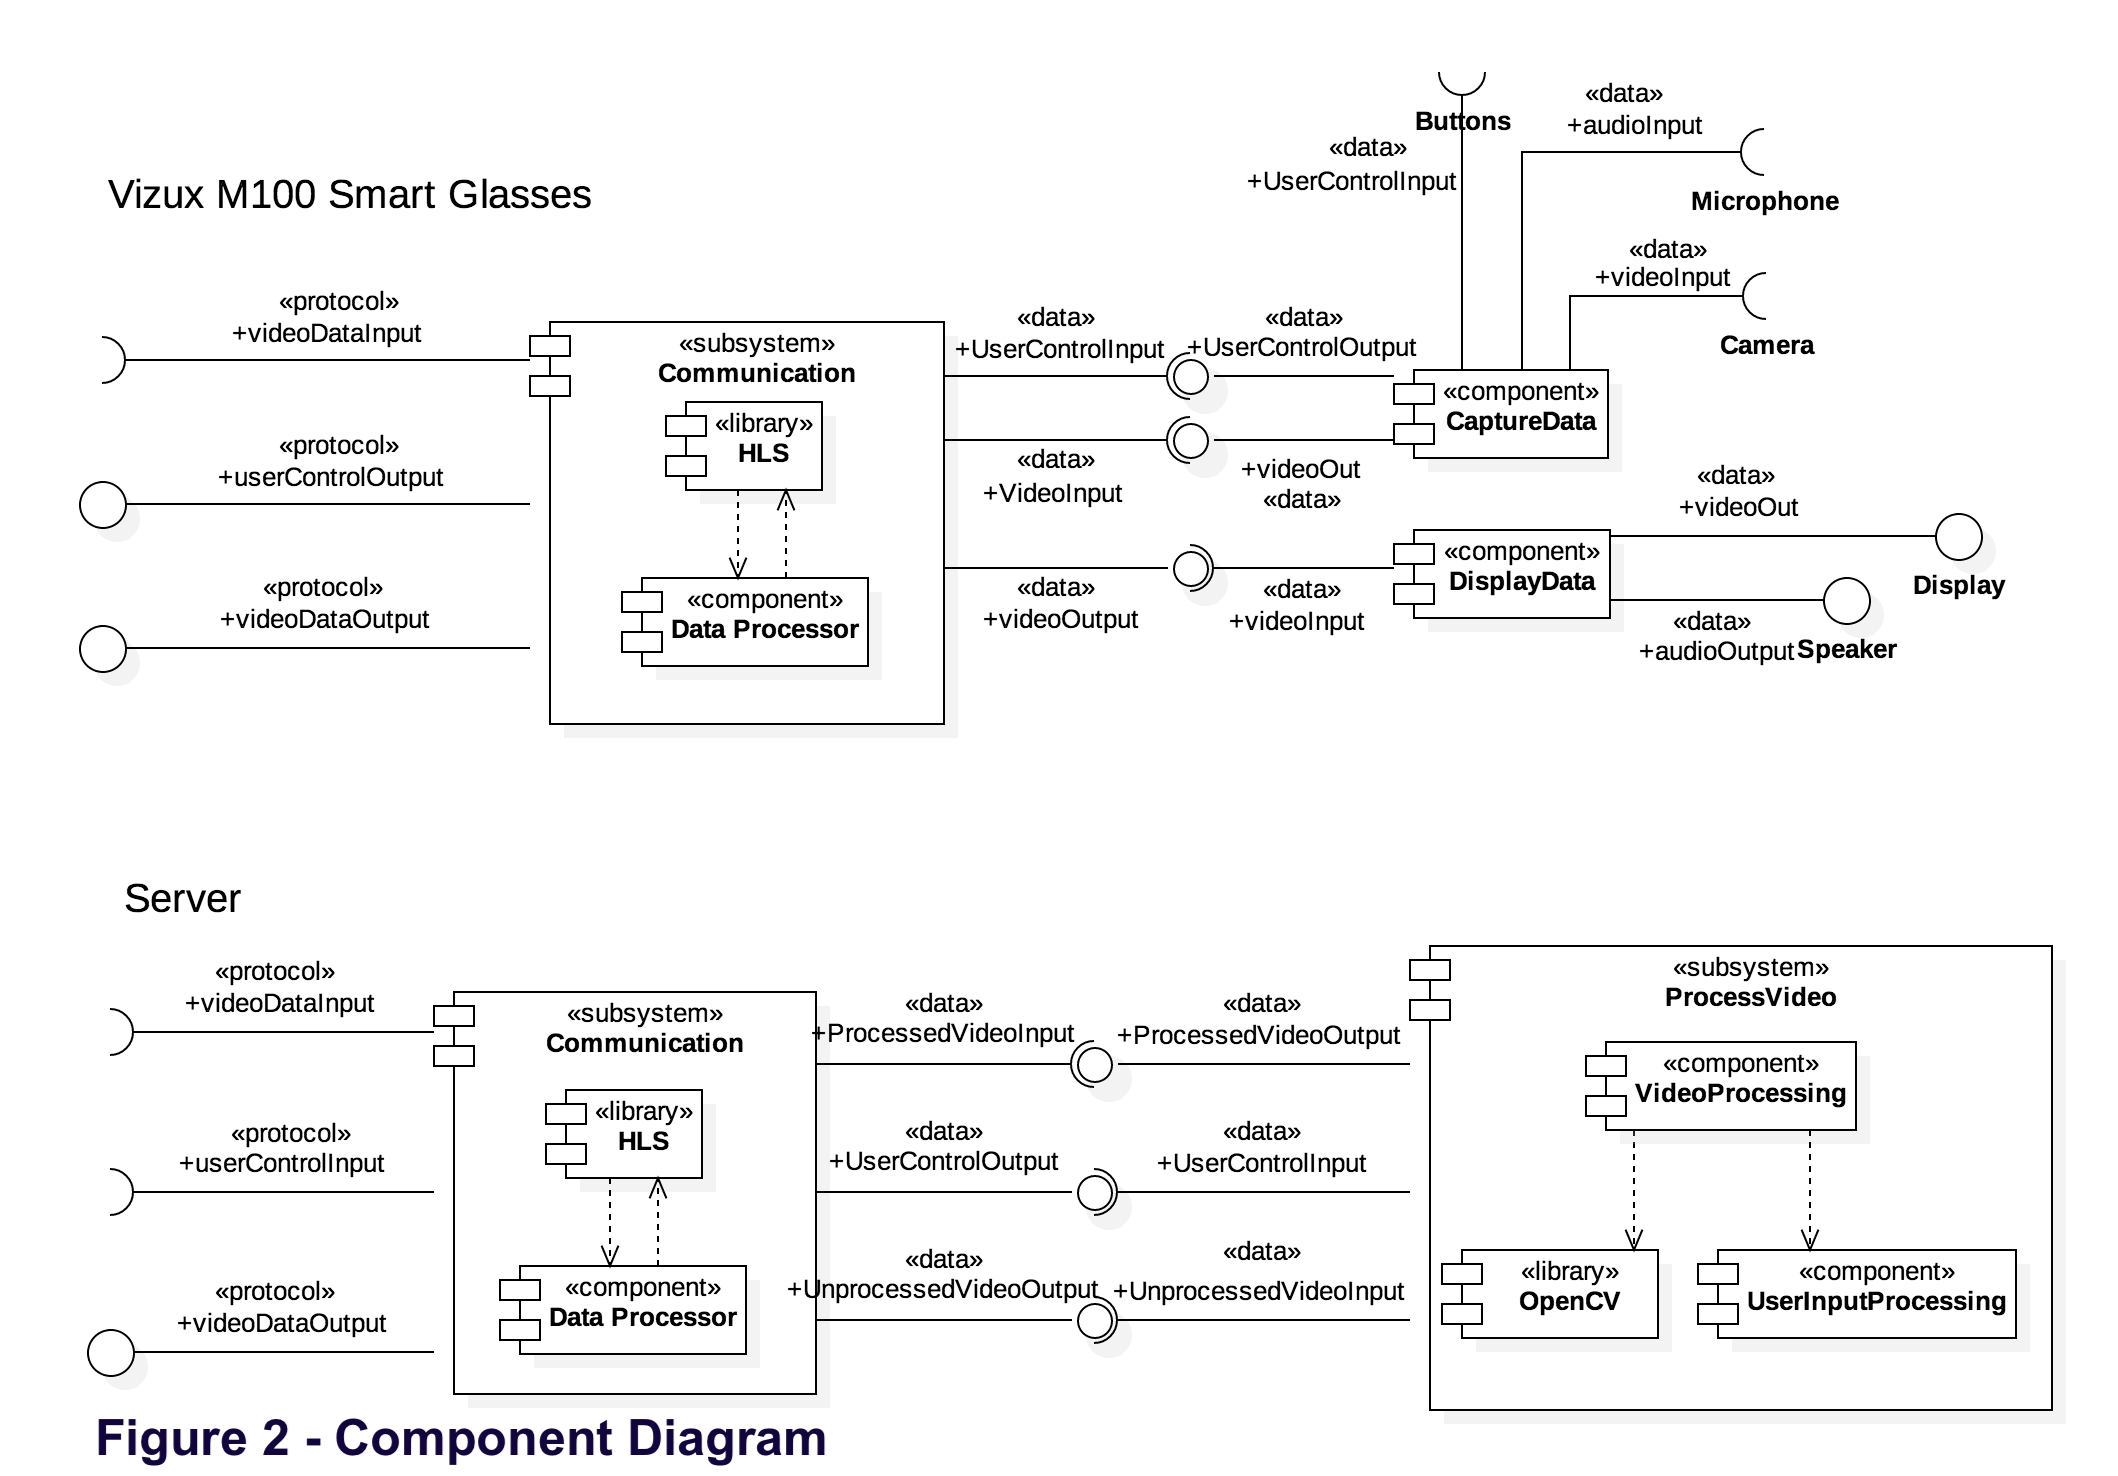 Buttons
«data»
+UserControlInput
«data»
+audioInput
Microphone
«data»
+videoInput
Camera
Vizux M100 Smart Glasses
«protocol»
+videoDataInput
«protocol»
+userControlOutput
«protocol»
+videoDataOutput
«subsystem»
Communication
«library»
HLS
«component»
Data Processor
«data»
+UserControlInput
«data»
+UserControlOutput
«data»
+VideoInput
+videoOut
«data»
«data»
+videoOutput
«data»
+videoInput
«component»
CaptureData
«component»
DisplayData
«data»
+videoOut
Display
«data»
+audioOutput
Speaker
Server
«protocol»
+videoDataInput
«protocol»
+userControlInput
«protocol»
+videoDataOutput
«subsystem»
Communication
«library»
HLS
«component»
Data Processor
«data»
+ProcessedVideoInput
«data»
+ProcessedVideoOutput
«data»
+UserControlOutput
«data»
+UserControlInput
«data»
+UnprocessedVideoOutput
«data»
+UnprocessedVideoInput
«subsystem»
ProcessVideo
«component»
VideoProcessing
«library»
OpenCV
«component»
UserInputProcessing
Figure 2 - Component Diagram